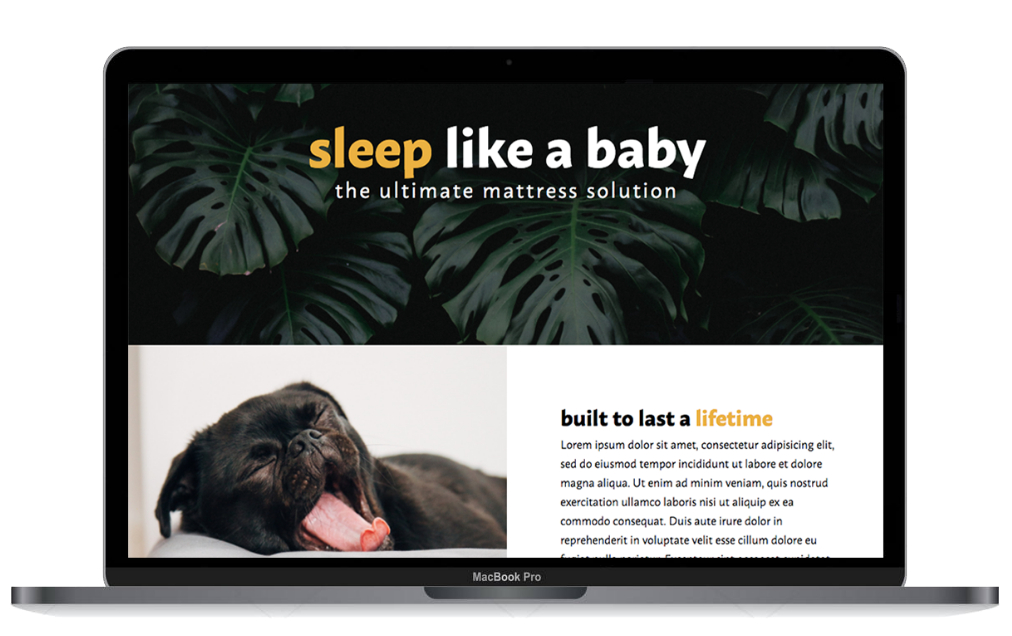 sleep like a baby
the ultimate mattress solution
built to last a lifetime
Lorem ipsum dolor sit amet, consectetur adipisicing elit,
sed do eiusmod tempor incididunt ut labore et dolore
magna aliqua. Ut enim ad minim veniam, quis nostrud
exercitation ullamco laboris nisi ut aliquip ex ea
commodo consequat. Duis aute irure dolor in
reprehenderit in voluptate velit esse cillum dolore eu
MacBook Pro